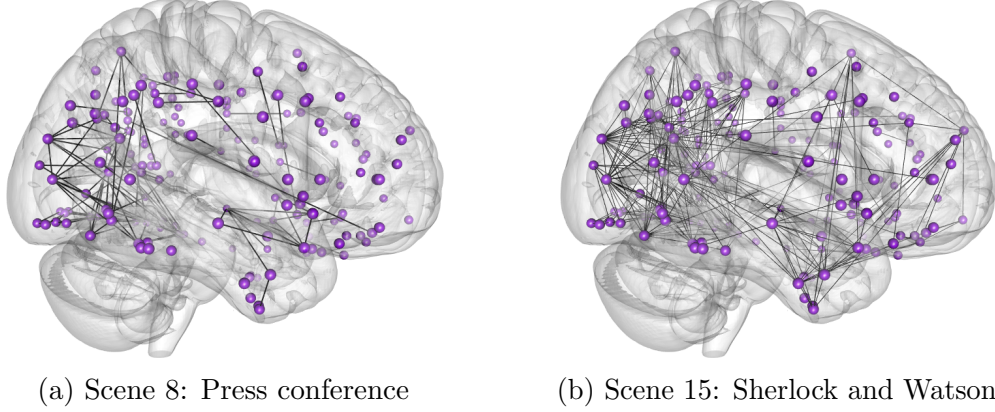 (a) Scene 8: Press conference
(b) Scene 15: Sherlock and Watson